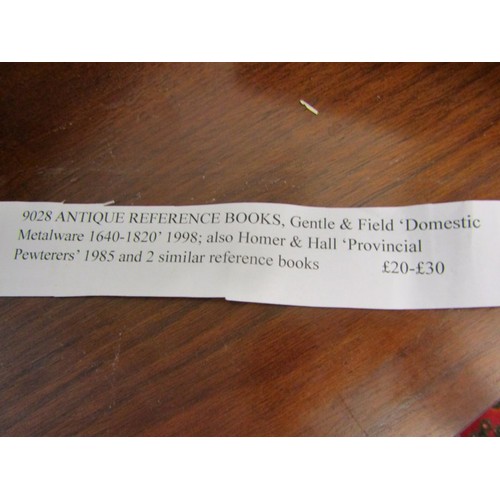 9028 ANTIQUE REFERENCE BOOKS, Gentle & Field ‘Domestic
Metalware 1640-1820’ 1998; also Homer & Hall ‘Provincial
Pewterers’ 1985 and 2 similar reference books £20-£30